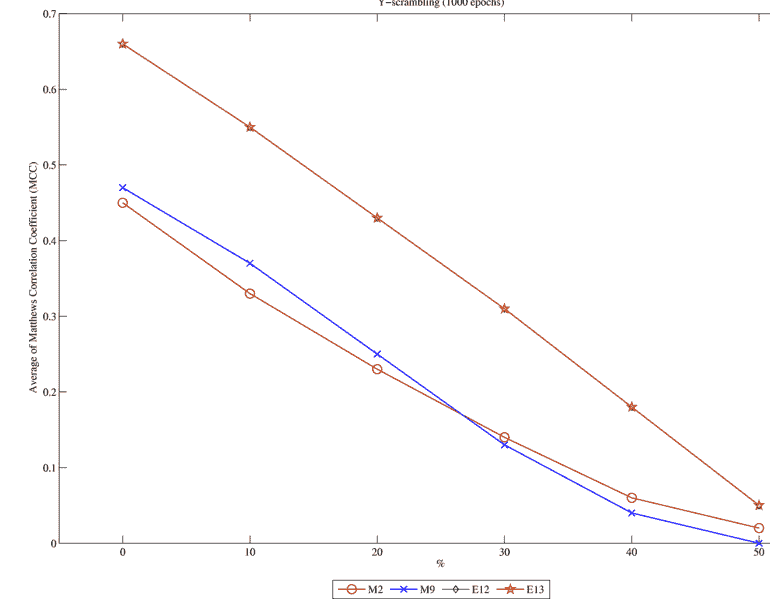 Y-scrambling (1000 epochs)
0.7
0.6
0.5
0.4
0.3
0.2
0.1
0
Average of Matthews Correlation Coefficient (MCC)
0 10 20 30 40 50
%
M2 M9 E12 E13